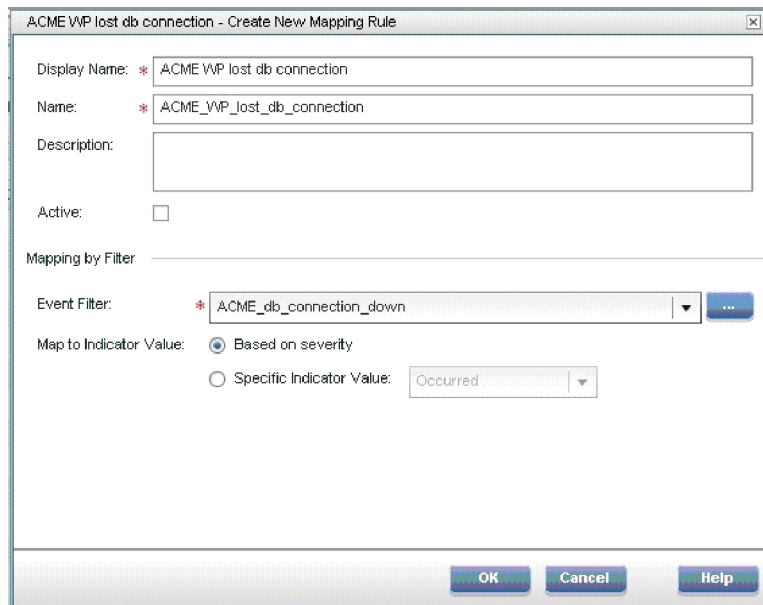 ACME WP lost db connection - Create New Mapping Rule
Display Name: * ACME WP lost db connection
Name: * ACME_WP_lost_db_connection
Description:
Active:
Mapping by Filter
Event Filter: * ACME_db_connection_down ...
Map to Indicator Value: Based on severity
Specific Indicator Value: Occurred
OK Cancel Help